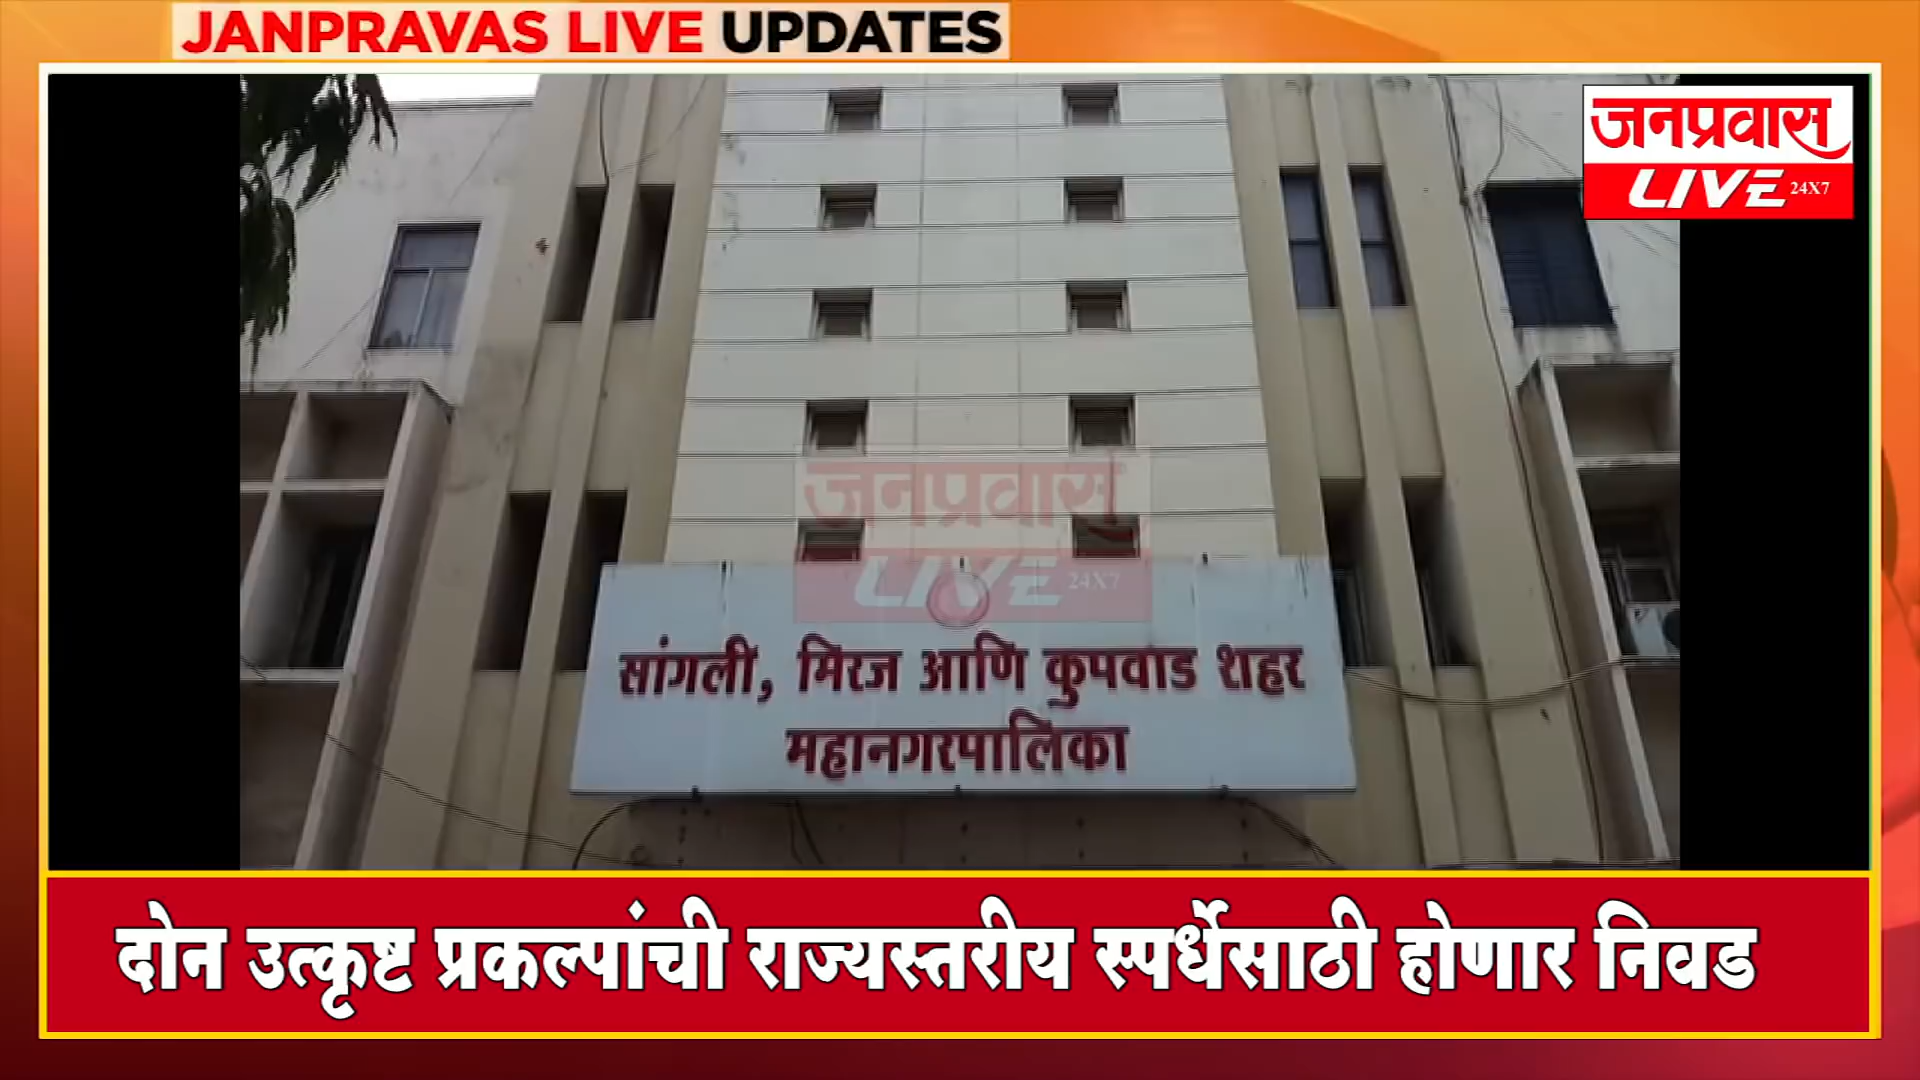 JANPRAVAS LIVE UPDATES
जनप्रवास
LIVE 24X7
जनप्रवास
LIVE 24X7
सांगली, मिरज आणि कुपवाड शहर
महानगरपालिका
दोन उत्कृष्ट प्रकल्पांची राज्यस्तरीय स्पर्धेसाठी होणार निवड